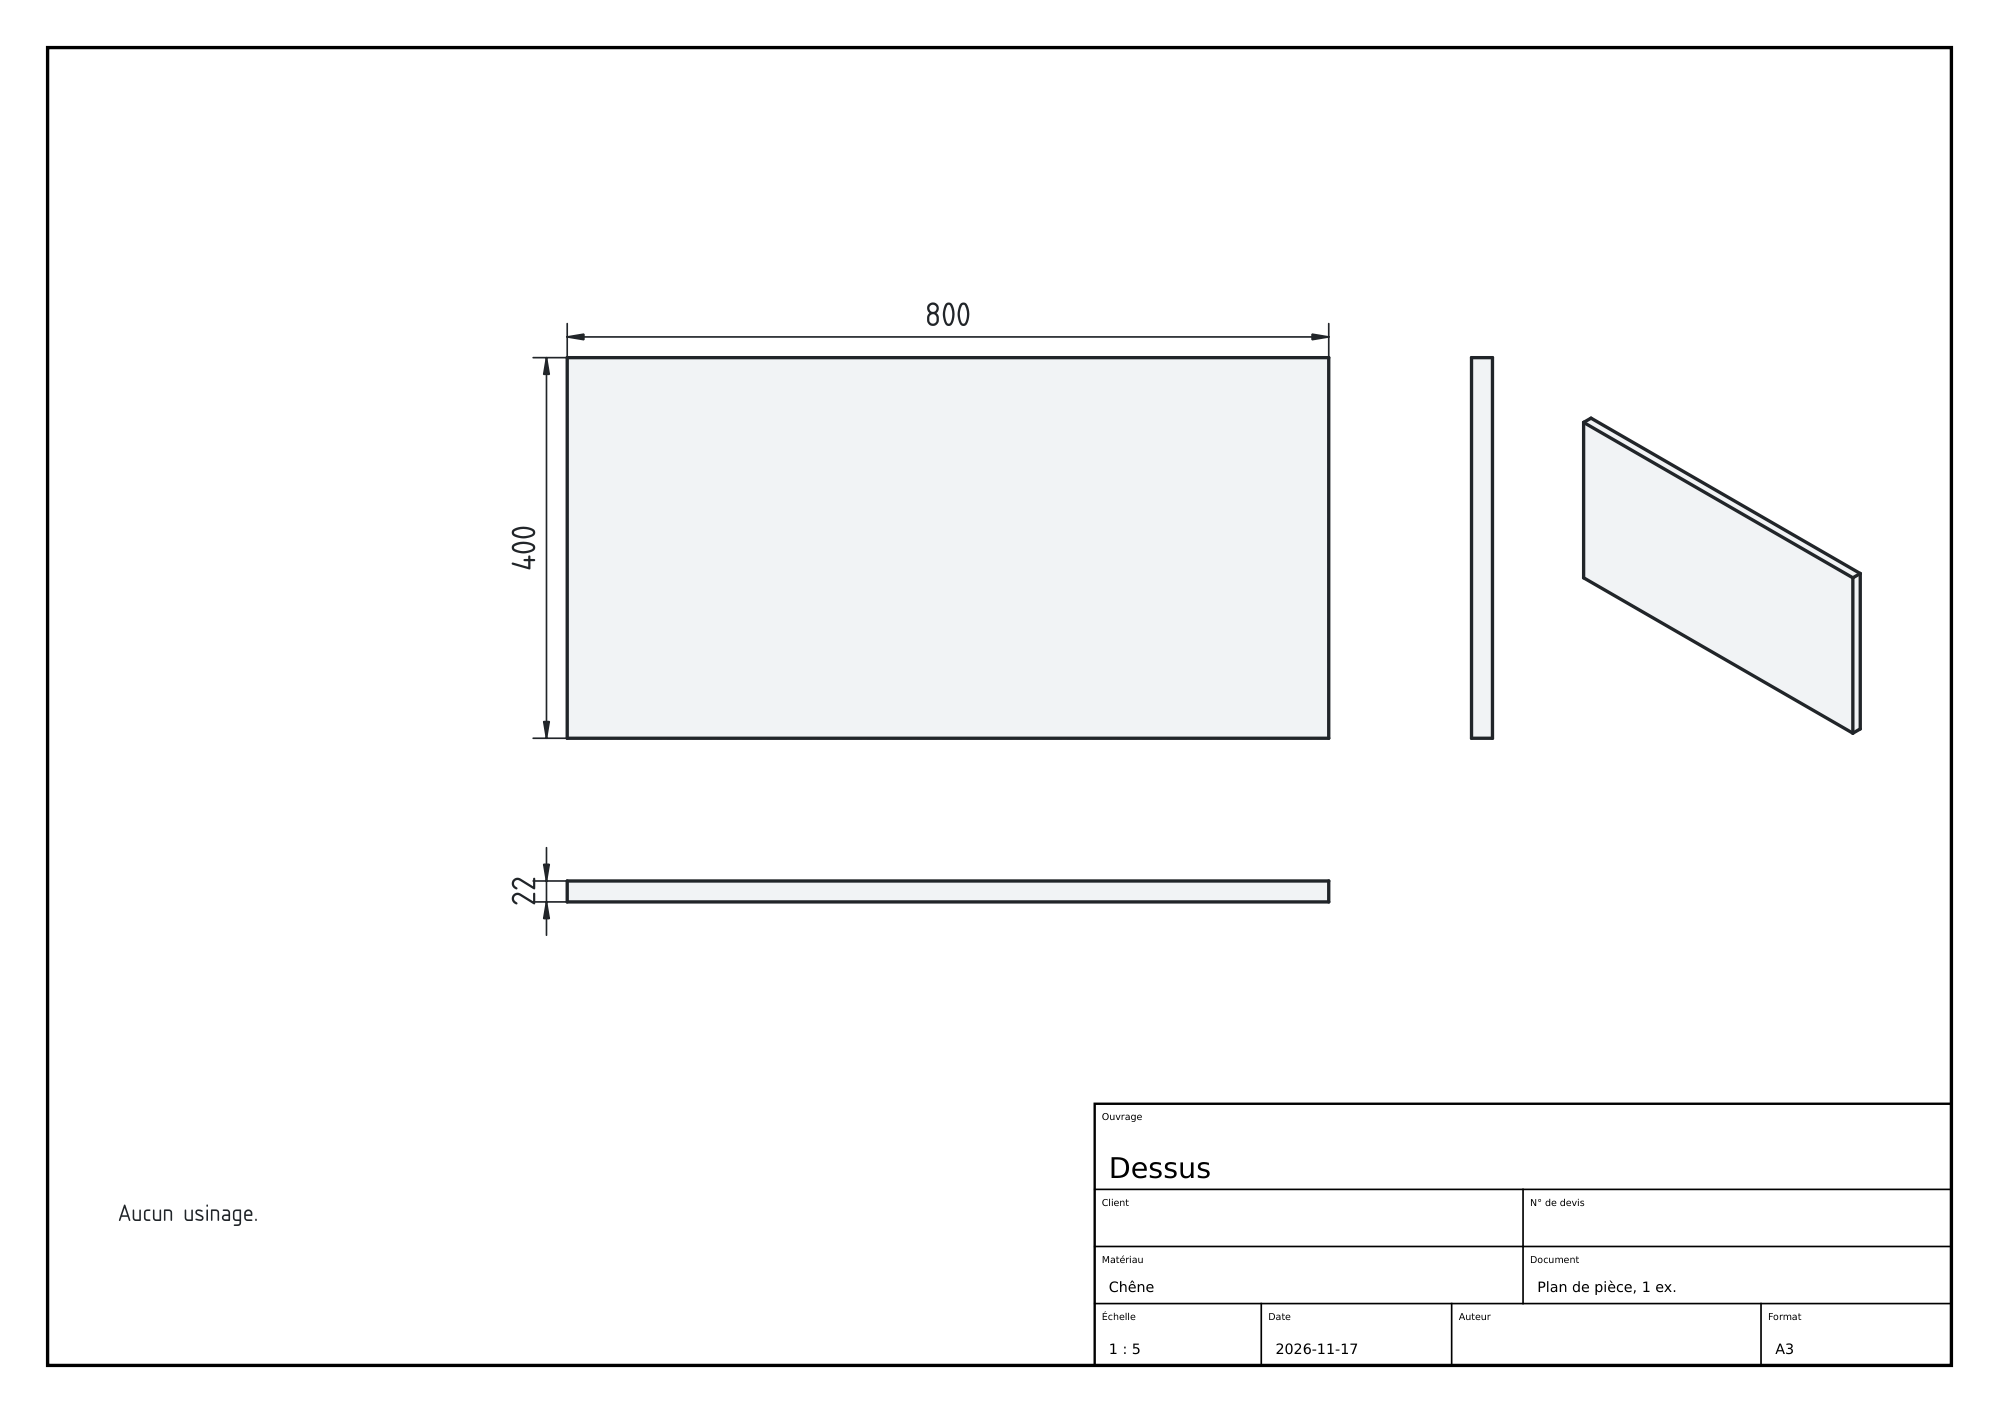 800
400
22
Aucun usinage.
Ouvrage
Dessus
Client
N° de devis
Matériau
Chêne
Document
Plan de pièce, 1 ex.
Échelle
1 : 5
Date
2026-11-17
Auteur
Format
A3